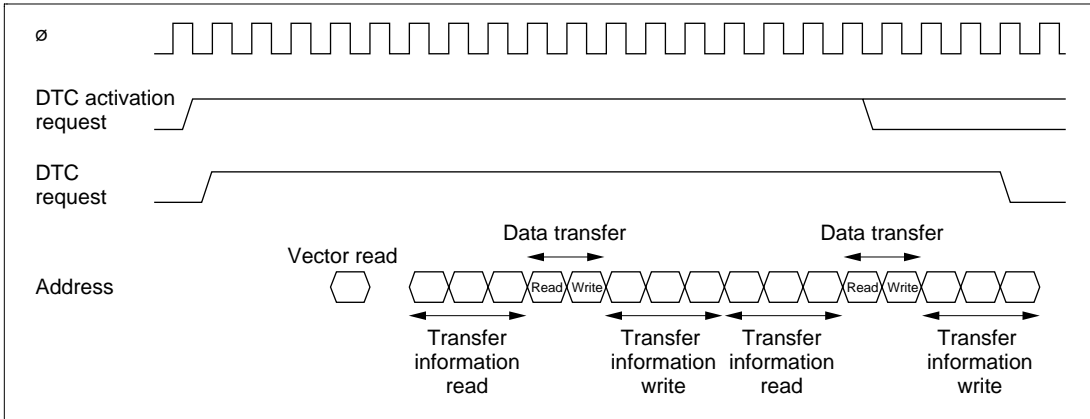 ø
DTC activation
request
DTC
request
Data transfer
Data transfer
Vector read
Address
Read Write
Read Write
Transfer
information
read
Transfer
information
write
Transfer
information
read
Transfer
information
write